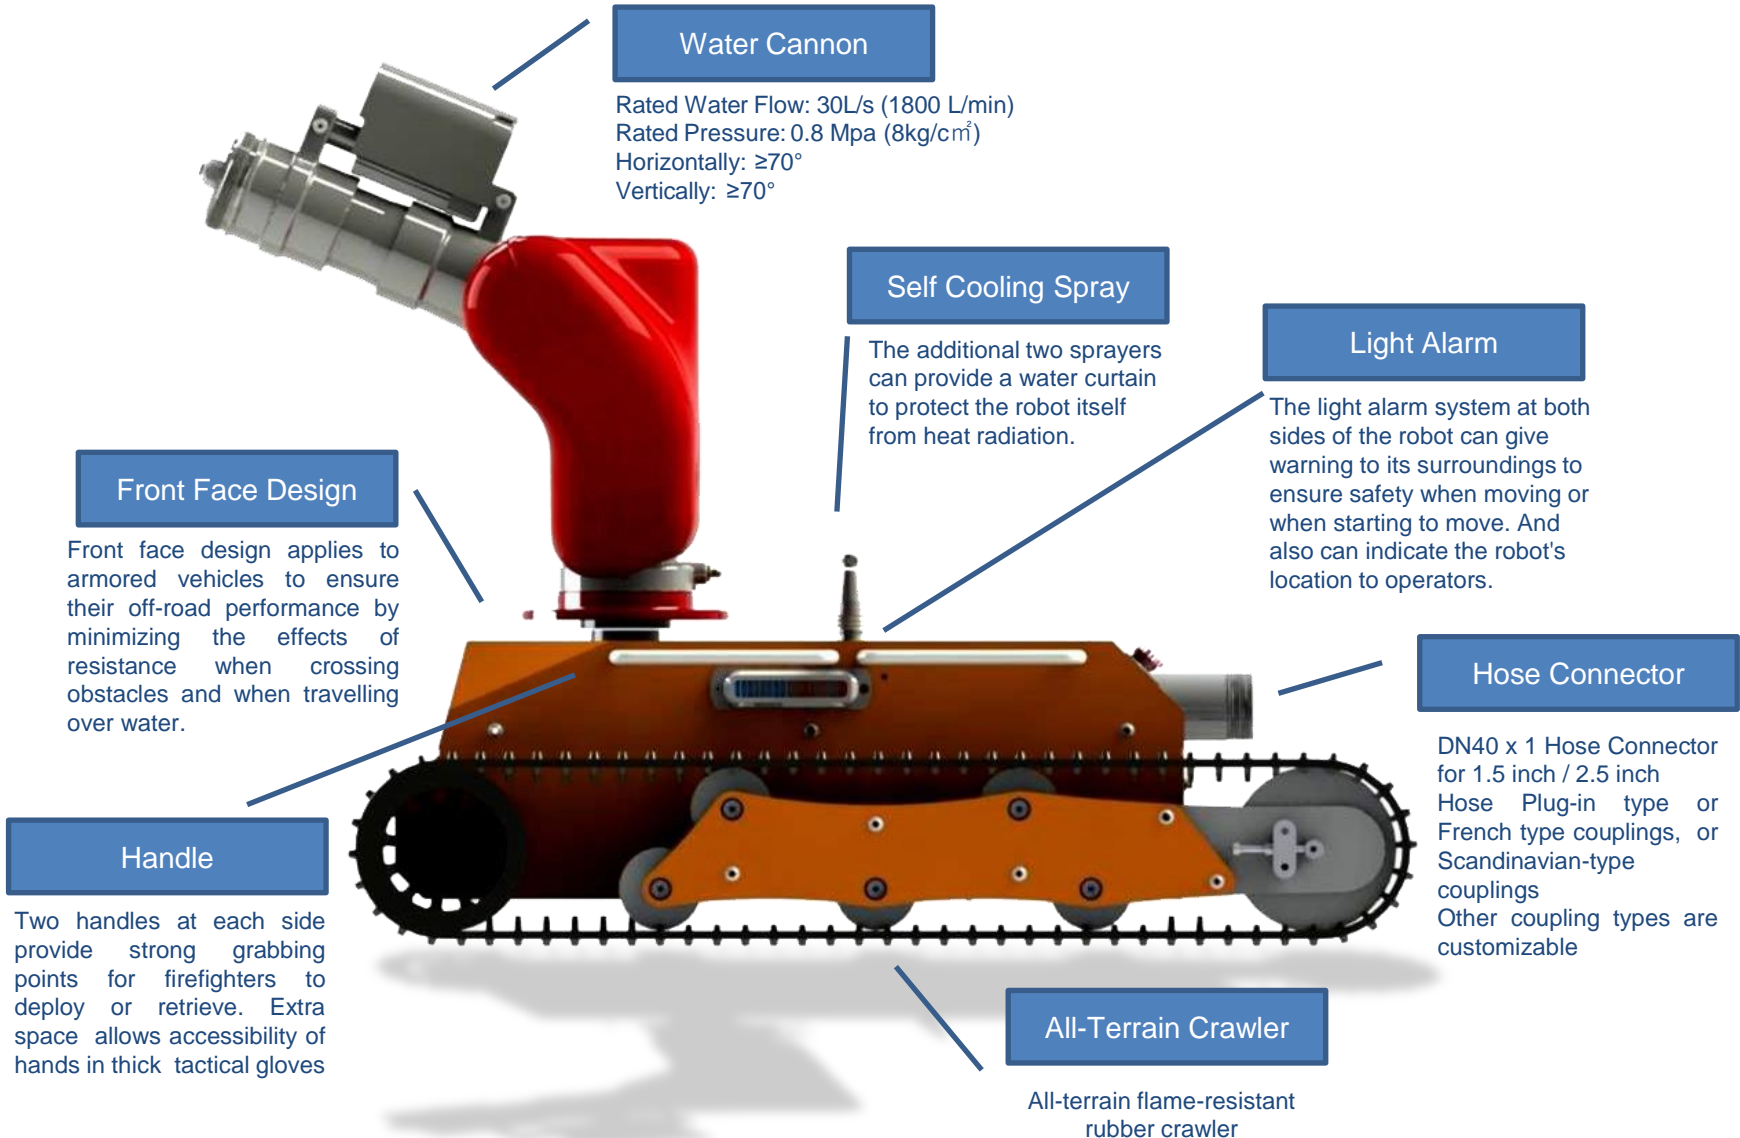 Water Cannon
Rated Water Flow: 30L/s (1800 L/min)
Rated Pressure: 0.8 Mpa (8kg/c㎡)
Horizontally: ≥70°
Vertically: ≥70°
Self Cooling Spray
The additional two sprayers
can provide a water curtain
to protect the robot itself
from heat radiation.
Light Alarm
The light alarm system at both
sides of the robot can give
warning to its surroundings to
ensure safety when moving or
when starting to move. And
also can indicate the robot's
location to operators.
Front Face Design
Front face design applies to
armored vehicles to ensure
their off-road performance by
minimizing the effects of
resistance when crossing
obstacles and when travelling
over water.
Hose Connector
DN40 x 1 Hose Connector
for 1.5 inch / 2.5 inch
Hose Plug-in type or
French type couplings, or
Scandinavian-type
couplings
Other coupling types are
customizable
Handle
Two handles at each side
provide strong grabbing
points for firefighters to
deploy or retrieve. Extra
space allows accessibility of
hands in thick tactical gloves
All-Terrain Crawler
All-terrain flame-resistant
rubber crawler